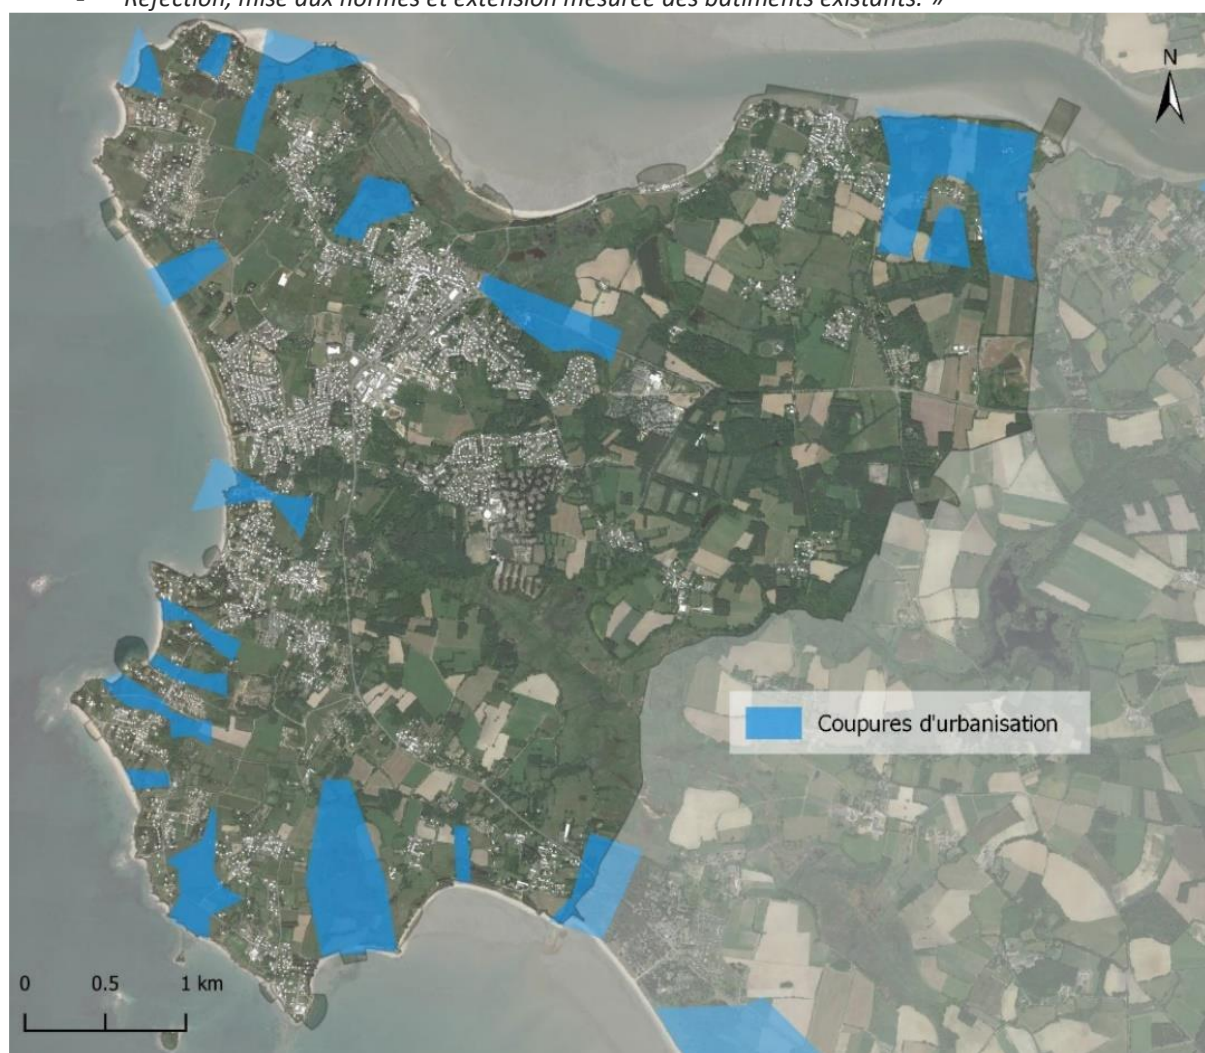 - Réfection, mise aux normes et extension mesurée des bâtiments existants. »
N
Coupures d'urbanisation
0 0.5 1 km